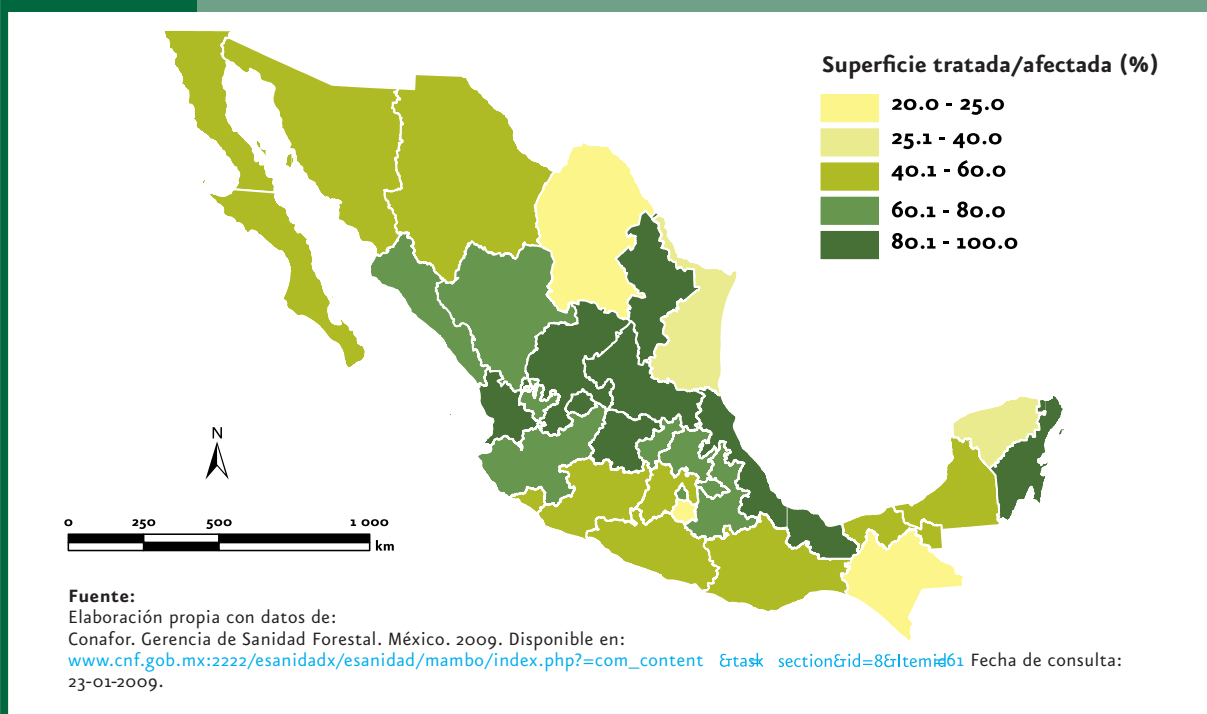 Superficie tratada/afectada (%)
20.0 - 25.0
25.1 - 40.0
40.1 - 60.0
60.1 - 80.0
80.1 - 100.0
N
0 250 500 1 000
km
Fuente:
Elaboración propia con datos de:
Conafor. Gerencia de Sanidad Forestal. México. 2009. Disponible en:
www.cnf.gob.mx:2222/esanidadx/esanidad/mambo/index.php?=com_content &task= section&id=8&Itemid=61 Fecha de consulta:
23-01-2009.